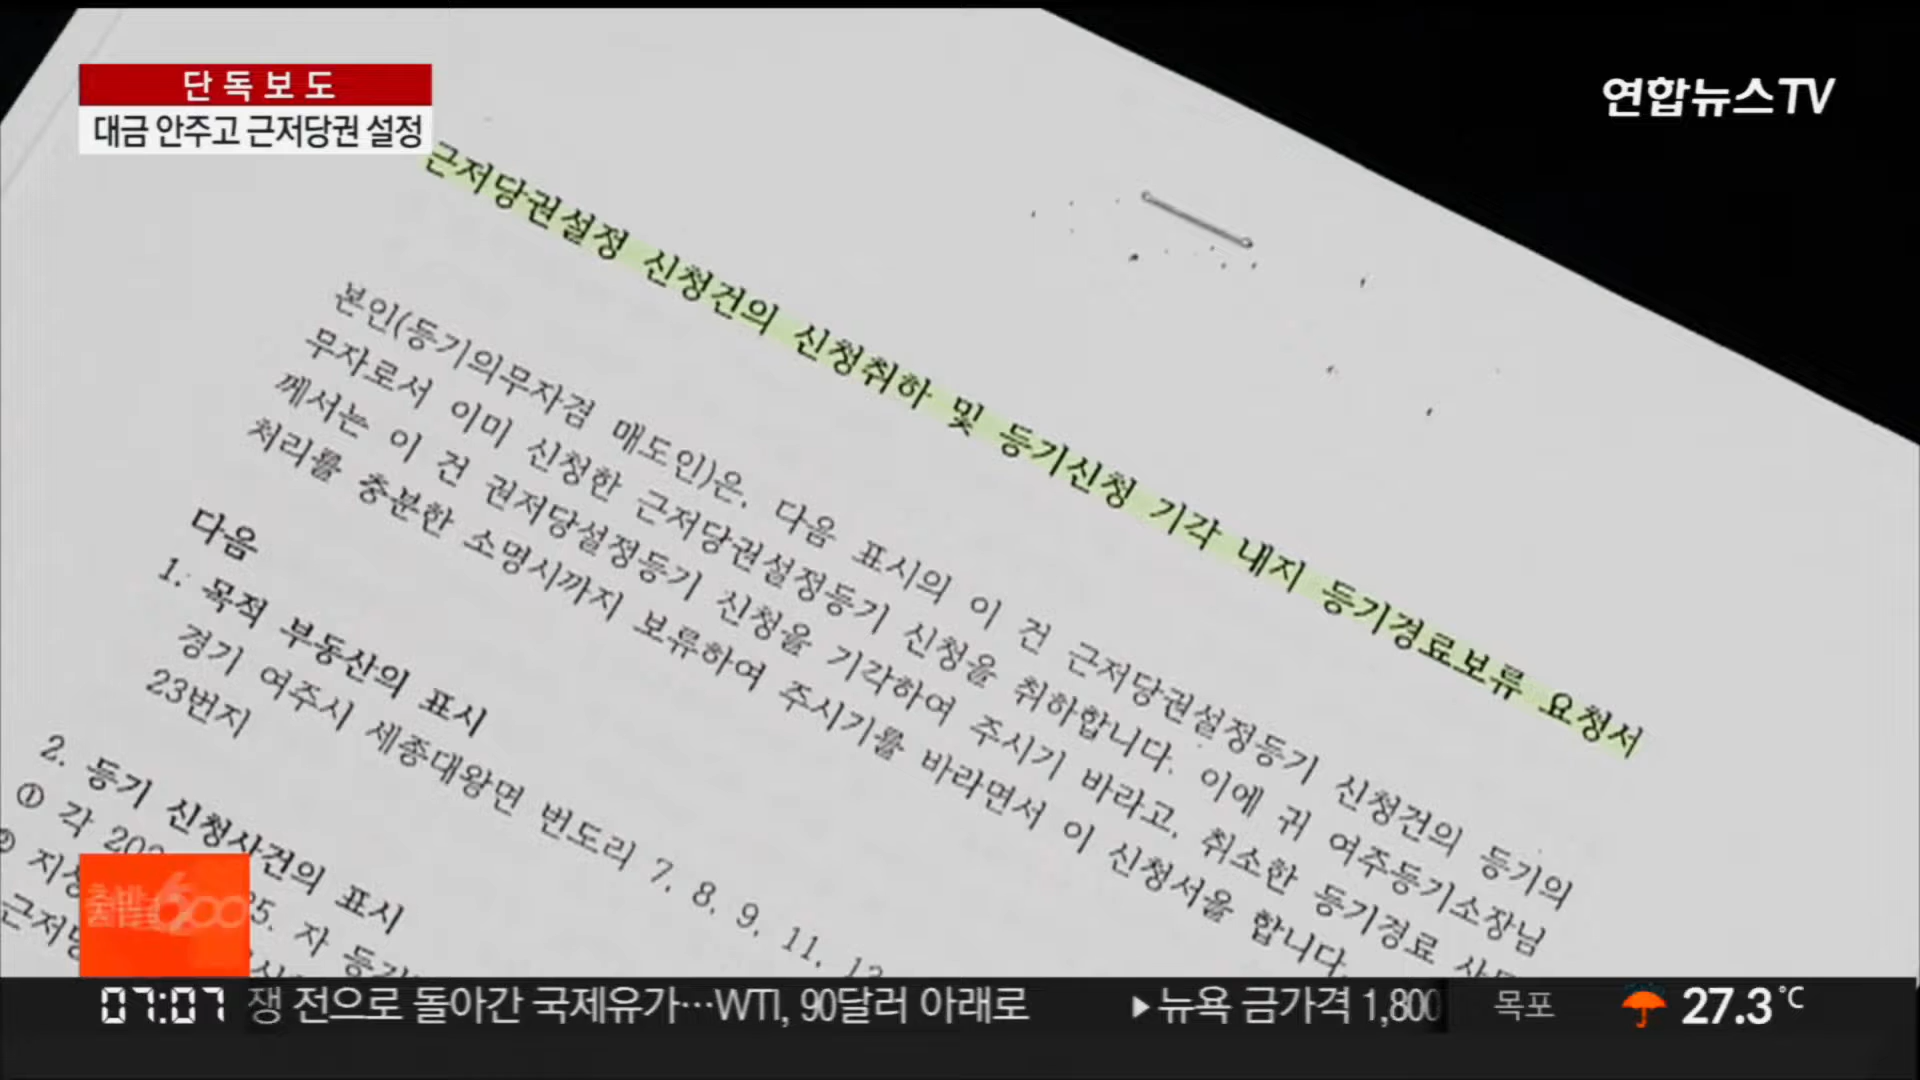 단독보도
대금 안주고 근저당권 설정
연합뉴스TV
근저당권설정 신청건의 신청취하 및 등기신청 기각 내지 등기경료보류 요청서
본인(등기의무자겸 매도인)은, 다음 표시의 이 건 근저당권설정등기 신청건의 등기의
무자로서 이미 신청한 근저당권설정등기 신청을 취하합니다. 이에 귀 여주등기소장님
께서는 이 건 권저당설정등기 신청을 기각하여 주시기 바라고, 취소한 등기경료
처리를 충분한 소명시까지 보류하여 주시기를 바라면서 이 신청서를 합니다.
다음
1. 목적 부동산의 표시
경기 여주시 세종대왕면 번도리 7, 8, 9, 11,
23번지
2. 등기 신청사건의 표시
① 각 자
출발600
07:07
쟁 전으로 돌아간 국제유가…WTI, 90달러 아래로
▶뉴욕 금가격 1,800
목포
27.3℃